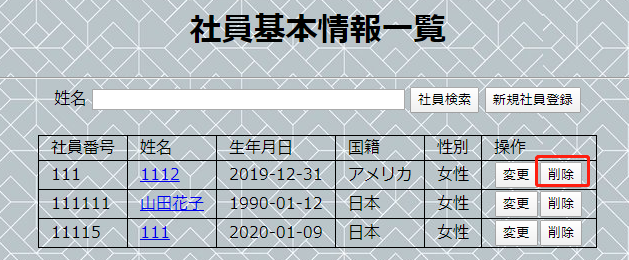 社員基本情報一覧
姓名 社員検索 新規社員登録
社員番号 姓名 生年月日 国籍 性別 操作
111 1112 2019-12-31 アメリカ 女性 変更 削除
111111 山田花子 1990-01-12 日本 女性 変更 削除
11115 111 2020-01-09 日本 女性 変更 削除